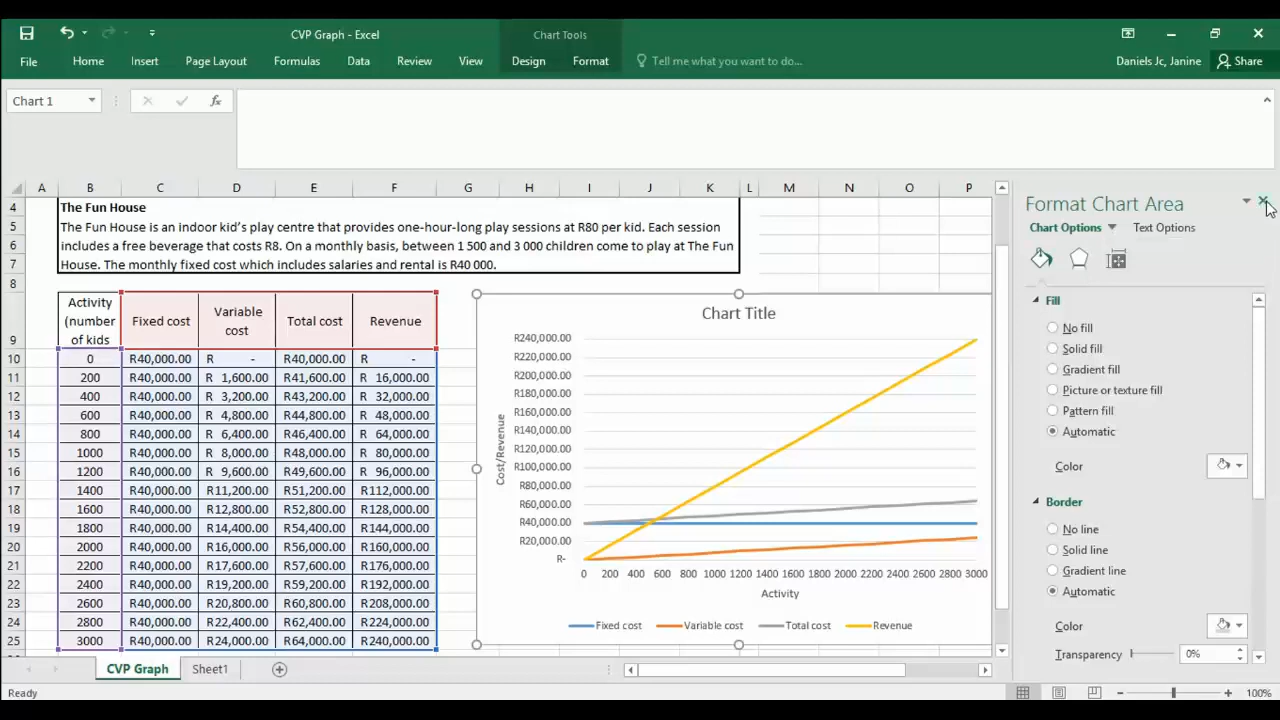 CVP Graph - Excel
Chart Tools
File Home Insert Page Layout Formulas Data Review View Design Format Tell me what you want to do... Daniels Jc, Janine Share
Chart 1 fx
A B C D E F G H I J K L M N O P
4 The Fun House
5 The Fun House is an indoor kid's play centre that provides one-hour-long play sessions at R80 per kid. Each session
6 includes a free beverage that costs R8. On a monthly basis, between 1 500 and 3 000 children come to play at The Fun
7 House. The monthly fixed cost which includes salaries and rental is R40 000.
8
9 Activity (number of kids Fixed cost Variable cost Total cost Revenue
10 0 R40,000.00 R - R40,000.00 R -
11 200 R40,000.00 R 1,600.00 R41,600.00 R 16,000.00
12 400 R40,000.00 R 3,200.00 R43,200.00 R 32,000.00
13 600 R40,000.00 R 4,800.00 R44,800.00 R 48,000.00
14 800 R40,000.00 R 6,400.00 R46,400.00 R 64,000.00
15 1000 R40,000.00 R 8,000.00 R48,000.00 R 80,000.00
16 1200 R40,000.00 R 9,600.00 R49,600.00 R 96,000.00
17 1400 R40,000.00 R11,200.00 R51,200.00 R112,000.00
18 1600 R40,000.00 R12,800.00 R52,800.00 R128,000.00
19 1800 R40,000.00 R14,400.00 R54,400.00 R144,000.00
20 2000 R40,000.00 R16,000.00 R56,000.00 R160,000.00
21 2200 R40,000.00 R17,600.00 R57,600.00 R176,000.00
22 2400 R40,000.00 R19,200.00 R59,200.00 R192,000.00
23 2600 R40,000.00 R20,800.00 R60,800.00 R208,000.00
24 2800 R40,000.00 R22,400.00 R62,400.00 R224,000.00
25 3000 R40,000.00 R24,000.00 R64,000.00 R240,000.00
Chart Title
Cost/Revenue
R240,000.00
R220,000.00
R200,000.00
R180,000.00
R160,000.00
R140,000.00
R120,000.00
R100,000.00
R80,000.00
R60,000.00
R40,000.00
R20,000.00
R-
0 200 400 600 800 1000 1200 1400 1600 1800 2000 2200 2400 2600 2800 3000
Activity
Fixed cost Variable cost Total cost Revenue
Format Chart Area
Chart Options Text Options
Fill
No fill
Solid fill
Gradient fill
Picture or texture fill
Pattern fill
Automatic
Color
Border
No line
Solid line
Gradient line
Automatic
Color
Transparency 0%
CVP Graph Sheet1
Ready 100%